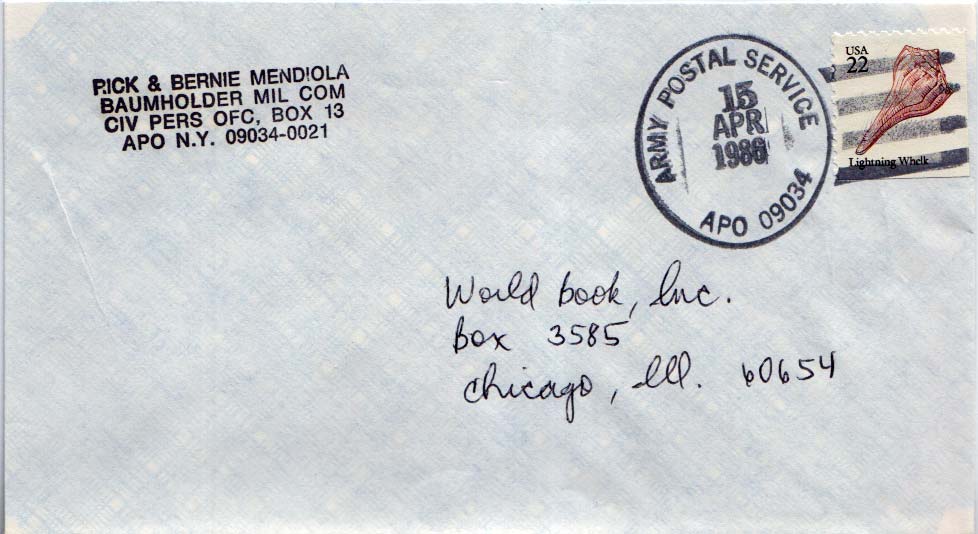 RICK & BERNIE MENDIOLA
BAUMHOLDER MIL COM
CIV PERS OFC, BOX 13
APO N.Y. 09034-0021
ARMY POSTAL SERVICE
15
APR
1986
APO 09034
USA
22
Lightning Whelk
World book, Inc.
Box 3585
Chicago, Ill. 60654